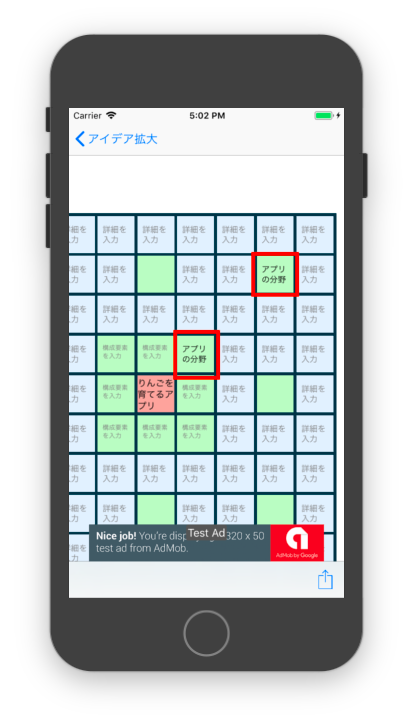 Carrier 5:02 PM
アイデア拡大
細を 詳細を 詳細を 詳細を 詳細を 詳細を 詳細を
力 入力 入力 入力 入力 入力 入力
細を 詳細を 詳細を 詳細を アプリ 詳細を
力 入力 入力 入力 の分野 入力
細を 詳細を 詳細を 詳細を 詳細を 詳細を 詳細を
力 入力 入力 入力 入力 入力 入力
細を 構成要素 構成要素 アプリ 詳細を 詳細を 詳細を
力 を入力 を入力 の分野 入力 入力 入力
細を 構成要素 りんごを 構成要素 詳細を 詳細を
力 を入力 育てるア を入力 入力 入力
プリ
細を 構成要素 構成要素 構成要素 詳細を 詳細を 詳細を
力 を入力 を入力 を入力 入力 入力 入力
細を 詳細を 詳細を 詳細を 詳細を 詳細を 詳細を
力 入力 入力 入力 入力 入力 入力
細を 詳細を 詳細を 詳細を 詳細を
力 入力 入力 入力 入力
細を
力
Nice job! You're 320 x 50
test ad from AdMob.
Test Ad
AdMob by Google